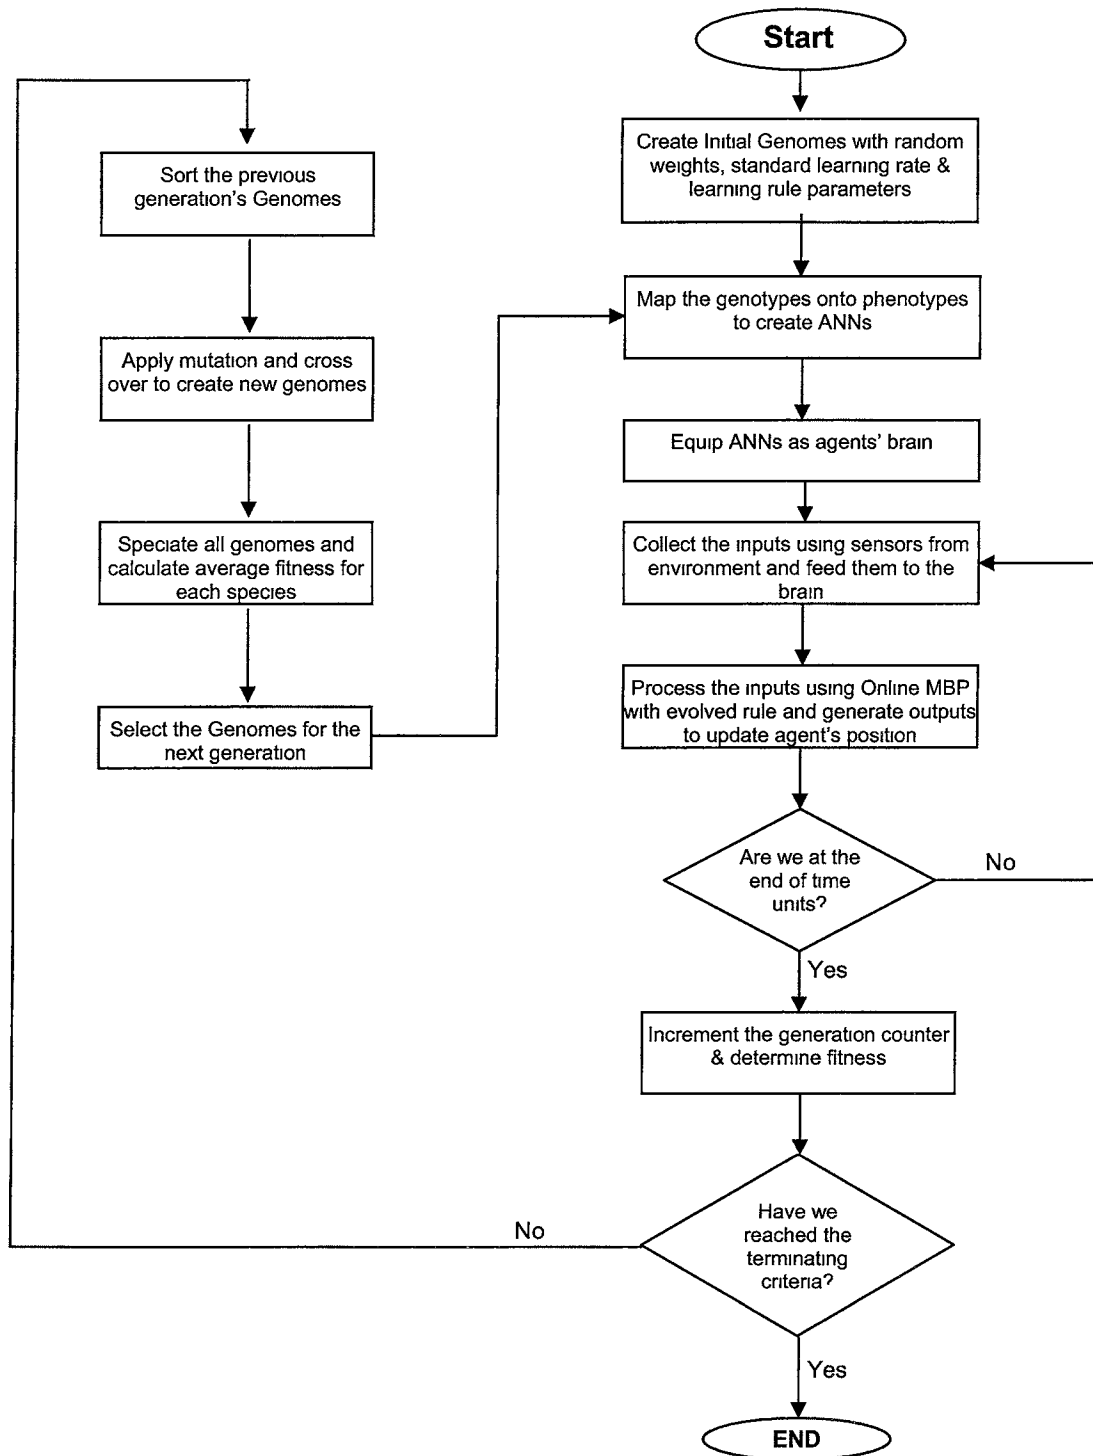 Start
Create Initial Genomes with random
weights, standard learning rate &
learning rule parameters
Map the genotypes onto phenotypes
to create ANNs
Equip ANNs as agents' brain
Collect the inputs using sensors from
environment and feed them to the
brain
Process the inputs using Online MBP
with evolved rule and generate outputs
to update agent's position
Are we at the
end of time
units?
No
Yes
Increment the generation counter
& determine fitness
Have we
reached the
terminating
criteria?
No
Yes
END
Sort the previous
generation's Genomes
Apply mutation and cross
over to create new genomes
Speciate all genomes and
calculate average fitness for
each species
Select the Genomes for the
next generation